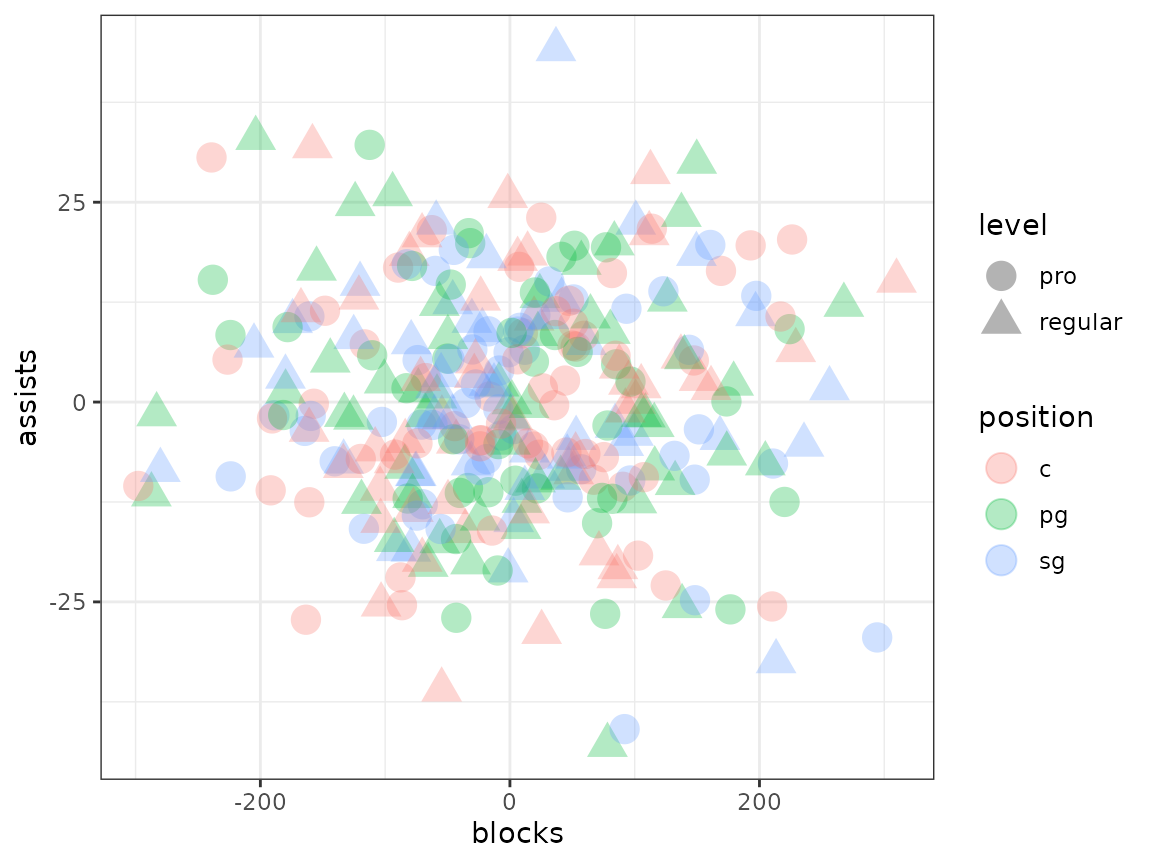 25
0
-25
-200
0
200
blocks
assists
level
pro
regular
position
c
pg
sg